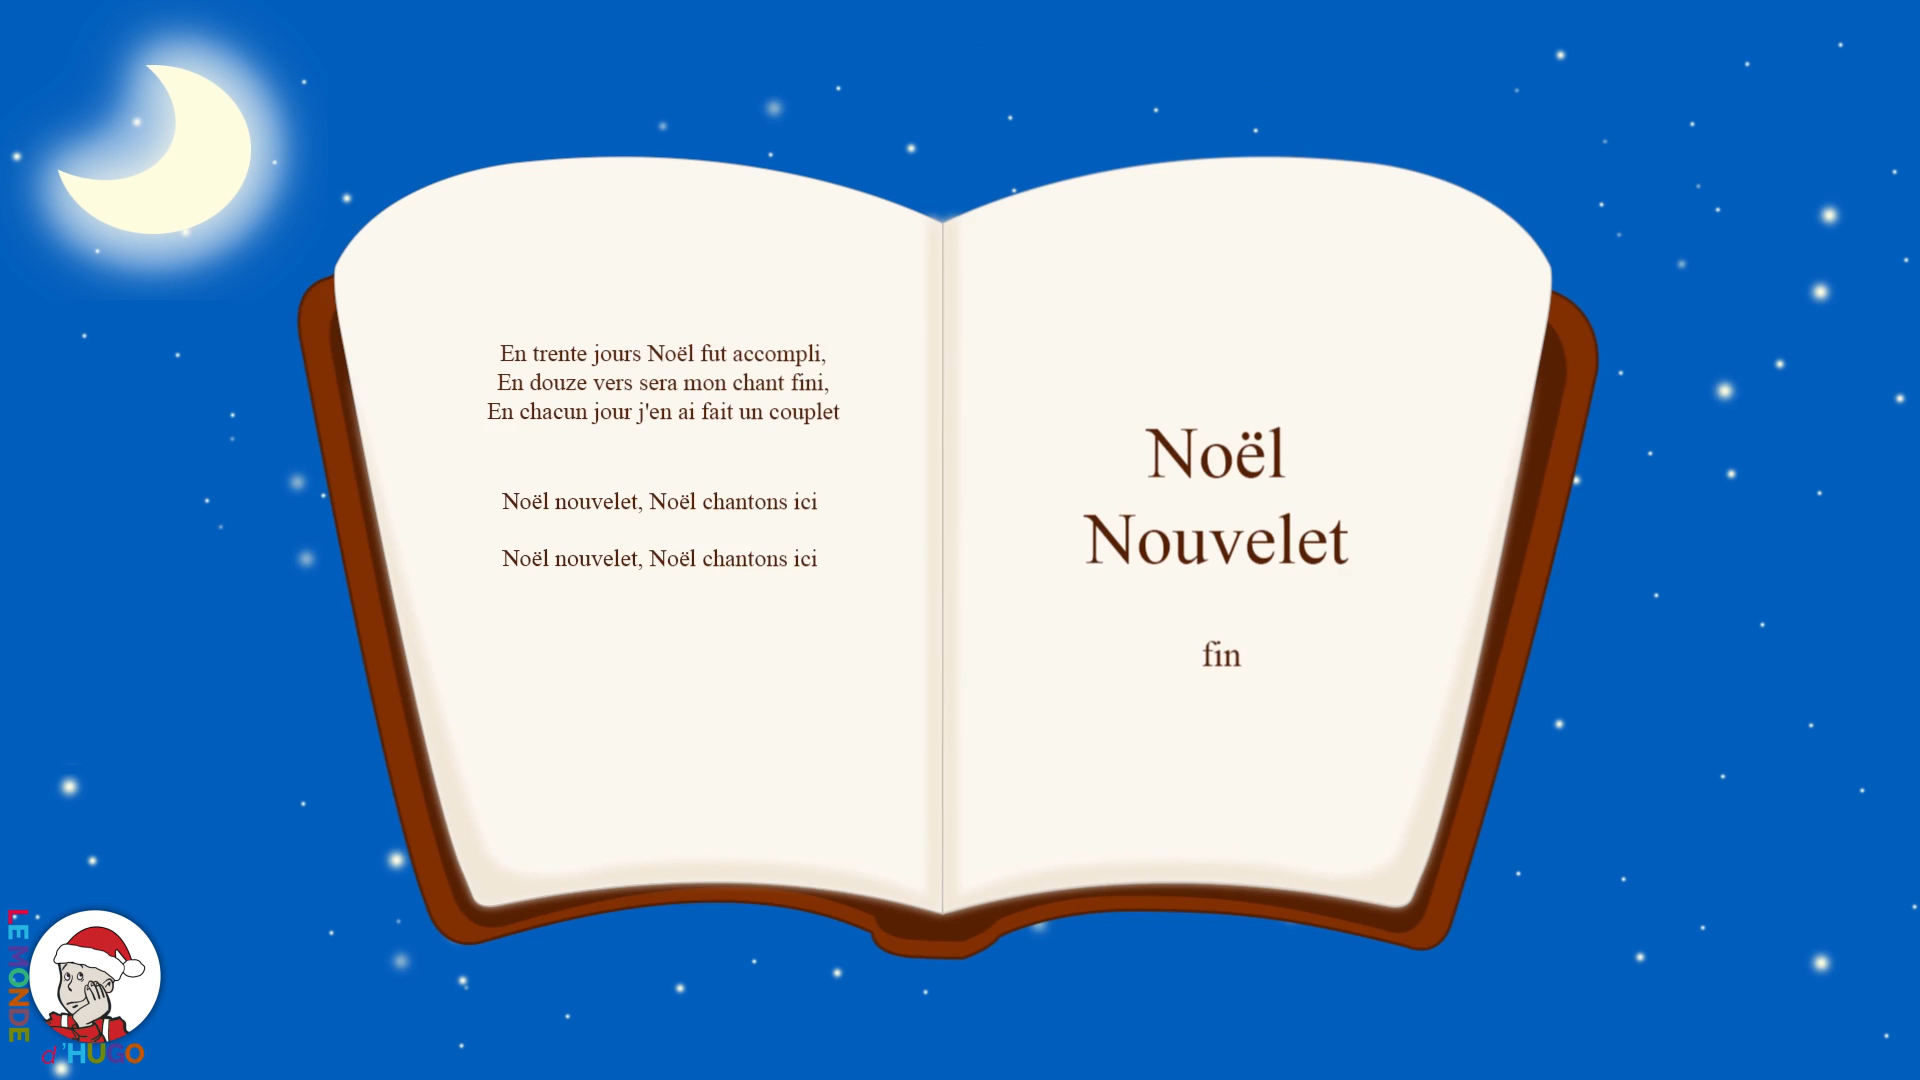 En trente jours Noël fut accompli,
En douze vers sera mon chant fini,
En chacun jour j'en ai fait un couplet
Noël nouvelet, Noël chantons ici
Noël nouvelet, Noël chantons ici
Noël
Nouvelet
fin
LE MONDE
d'HUGO